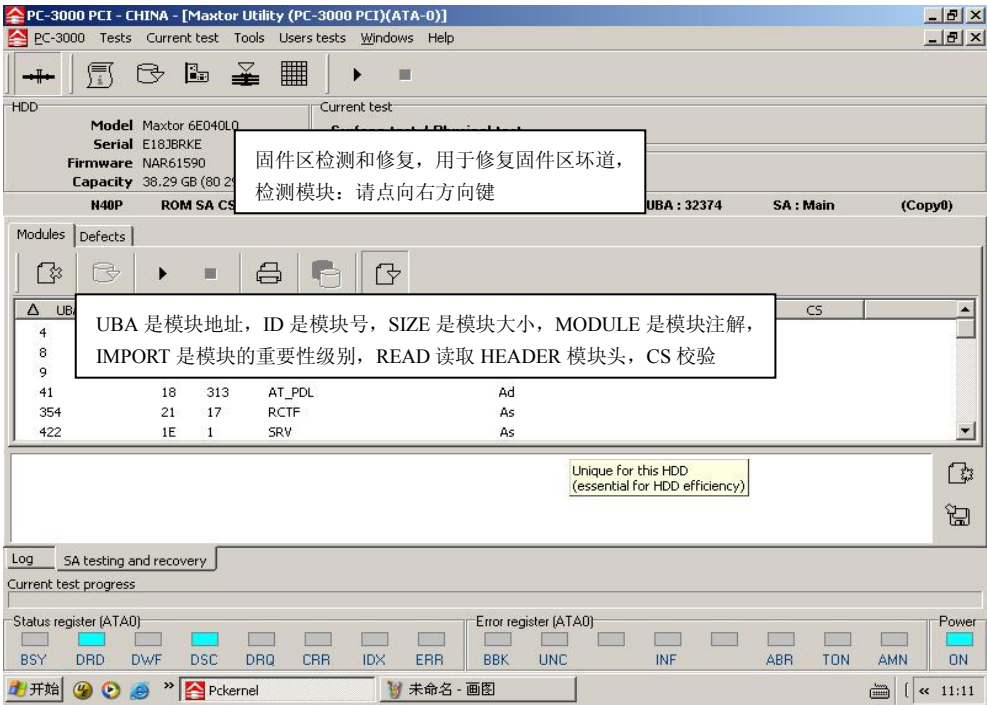 PC-3000 PCI - CHINA - [Maxtor Utility (PC-3000 PCI)(ATA-0)]
PC-3000 Tests Current test Tools Users tests Windows Help
HDD
Current test
Model Maxtor 6E040L0
Serial E18JBRKE
Firmware NAR61590
Capacity 38.29 GB (80
固件区检测和修复，用于修复固件区坏道，
检测模块：请点向右方向键
N40P ROM SA UBA : 32374 SA : Main (Copy0)
Modules Defects
UBA 是模块地址，ID 是模块号，SIZE 是模块大小，MODULE 是模块注解，
IMPORT 是模块的重要性级别，READ 读取 HEADER 模块头，CS 校验
CS
4
8
9
41 18 313 AT_PDL Ad
354 21 17 RCTF As
422 1E 1 SRV As
Unique for this HDD
(essential for HDD efficiency)
Log SA testing and recovery
Current test progress
Status register (ATA0) Error register (ATA0) Power
BSY DRD DWF DSC DRQ CRR IDX ERR BBK UNC INF ABR TON AMN ON
开始 Pckernel 未命名 - 画图 11:11